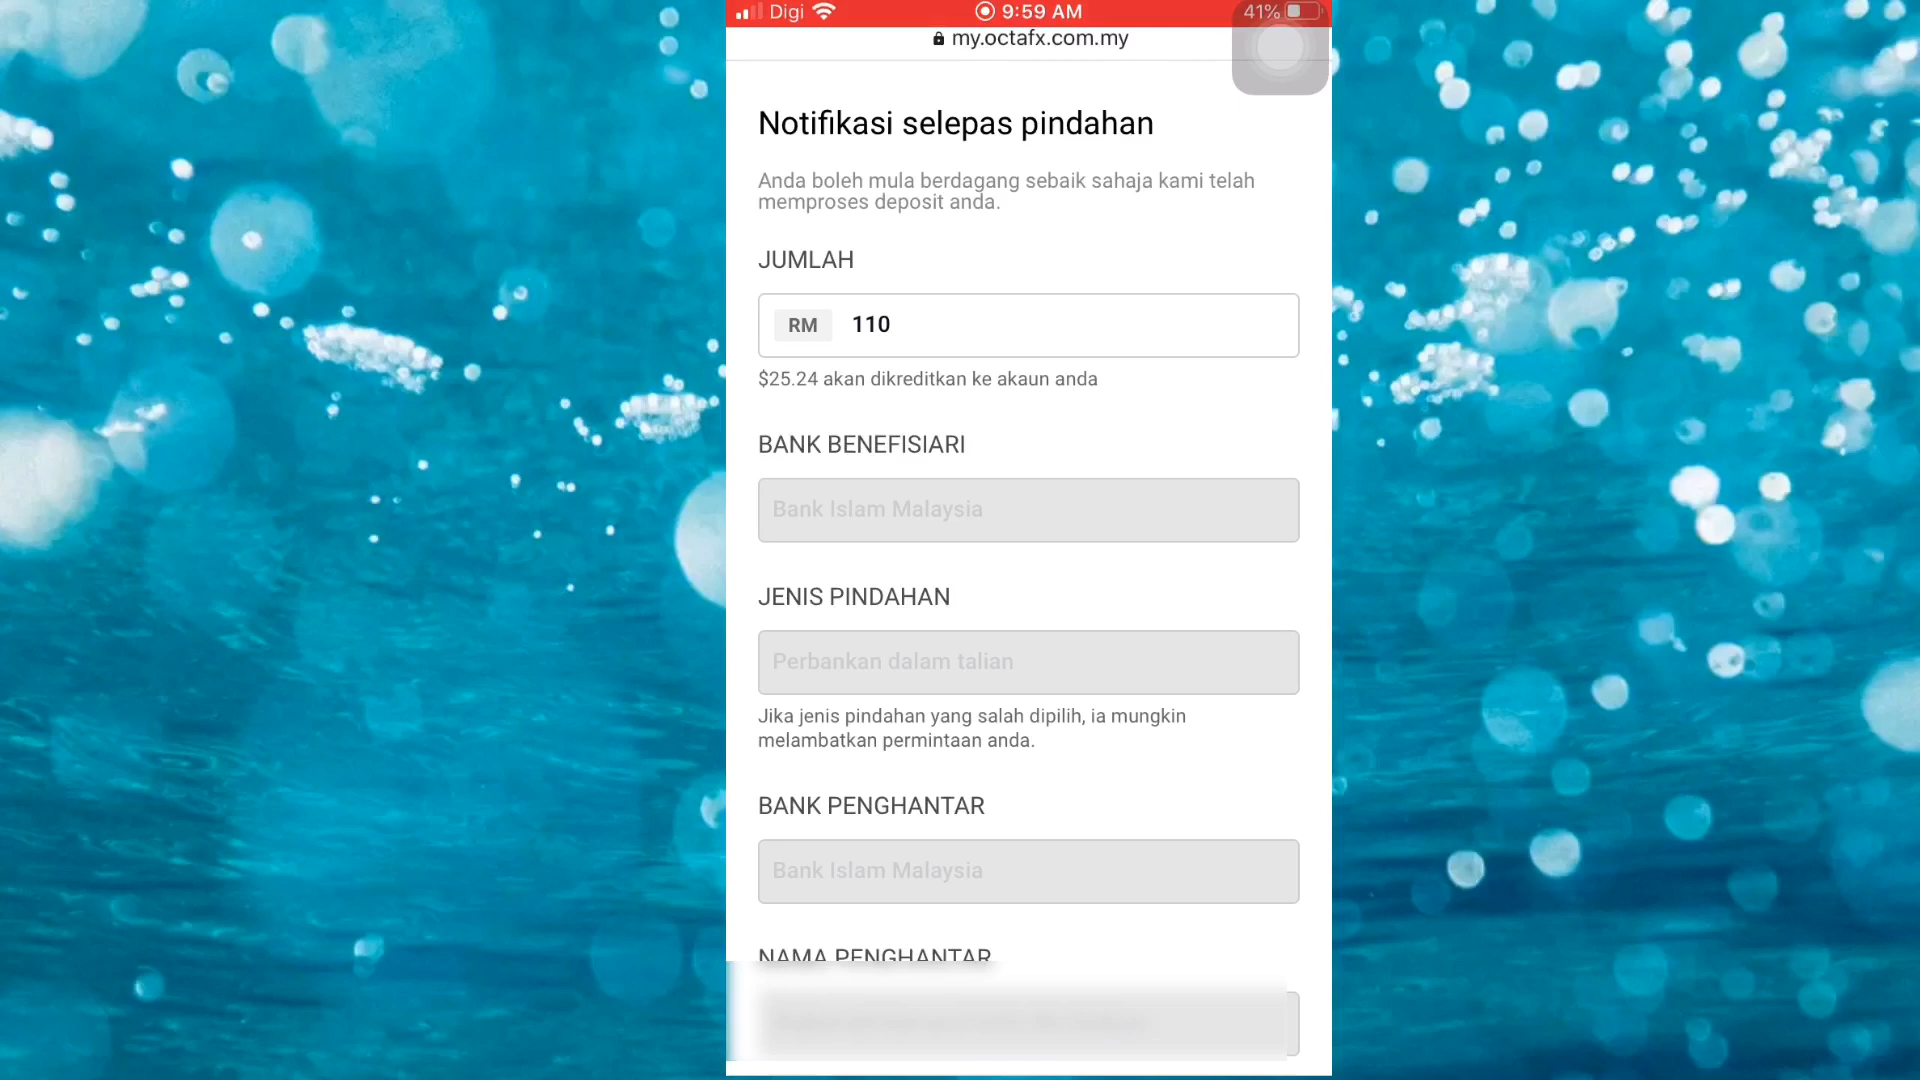 Digi 9:59 AM 41%
my.octafx.com.my
Notifikasi selepas pindahan
Anda boleh mula berdagang sebaik sahaja kami telah
memproses deposit anda.
JUMLAH
RM 110
$25.24 akan dikreditkan ke akaun anda
BANK BENEFISIARI
Bank Islam Malaysia
JENIS PINDAHAN
Perbankan dalam talian
Jika jenis pindahan yang salah dipilih, ia mungkin
melambatkan permintaan anda.
BANK PENGHANTAR
Bank Islam Malaysia
NAMA PENGHANTAR